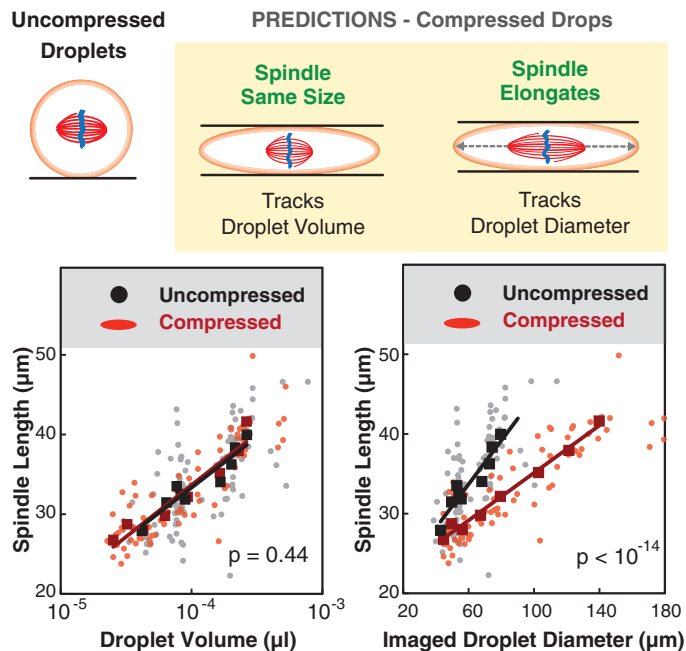 Uncompressed
Droplets
PREDICTIONS - Compressed Drops
Spindle
Same Size
Spindle
Elongates
Tracks
Droplet Volume
Tracks
Droplet Diameter
Uncompressed
Compressed
Spindle Length (µm)
50
40
30
20
p = 0.44
10⁻⁵
10⁻⁴
10⁻³
Droplet Volume (µl)
Uncompressed
Compressed
Spindle Length (µm)
50
40
30
20
p < 10⁻¹⁴
20
60
100
140
180
Imaged Droplet Diameter (µm)